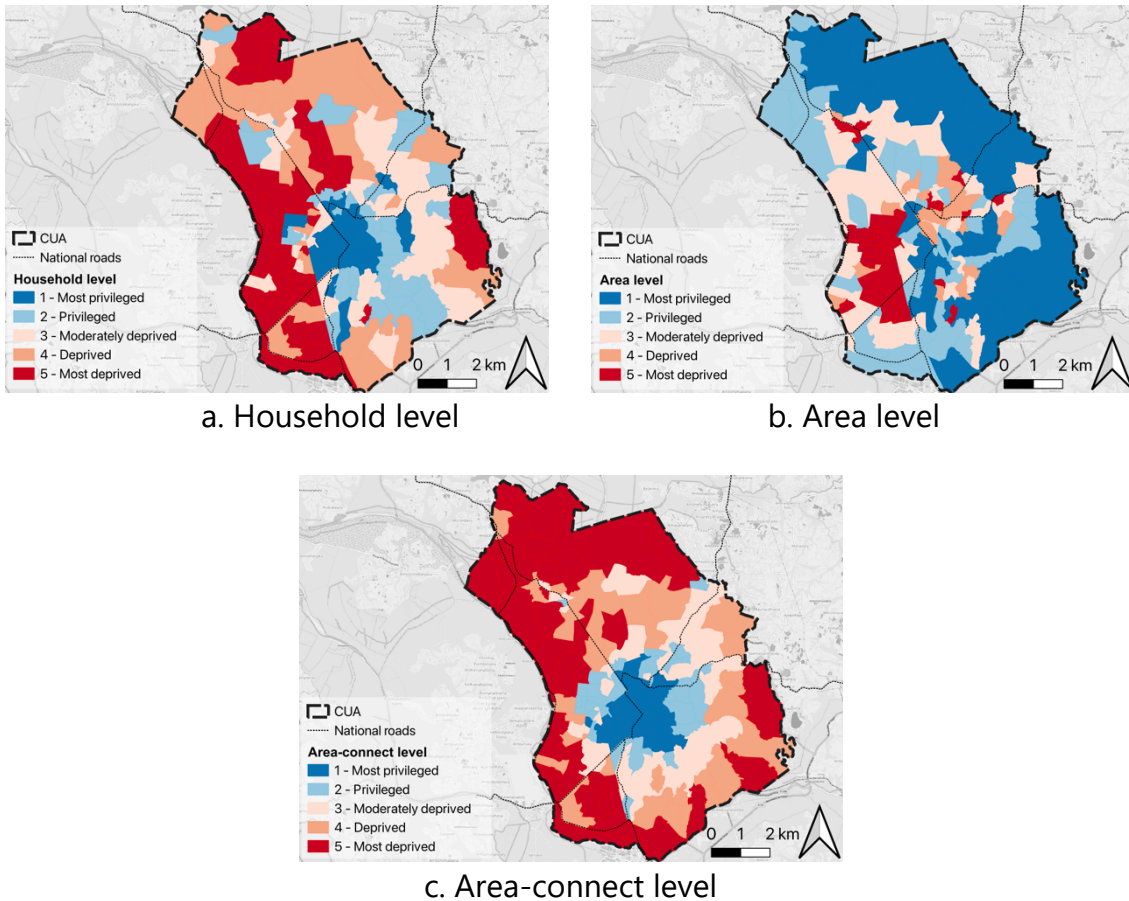 CUA
National roads
Household level
1 - Most privileged
2 - Privileged
3 - Moderately deprived
4 - Deprived
5 - Most deprived
0 1 2 km
a. Household level
CUA
National roads
Area level
1 - Most privileged
2 - Privileged
3 - Moderately deprived
4 - Deprived
5 - Most deprived
0 1 2 km
b. Area level
CUA
National roads
Area-connect level
1 - Most privileged
2 - Privileged
3 - Moderately deprived
4 - Deprived
5 - Most deprived
0 1 2 km
c. Area-connect level